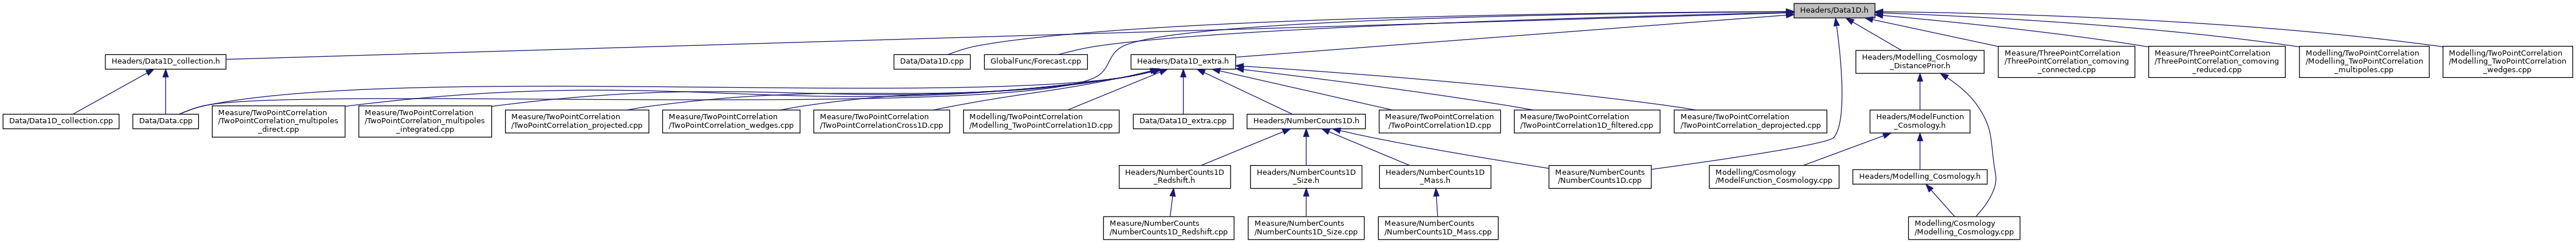 Headers/Data1D.h
Headers/Data1D_collection.h
Data/Data1D.cpp
GlobalFunc/Forecast.cpp
Headers/Data1D_extra.h
Headers/Modelling_Cosmology
_DistancePrior.h
Measure/ThreePointCorrelation
/ThreePointCorrelation_comoving
_connected.cpp
Measure/ThreePointCorrelation
/ThreePointCorrelation_comoving
_reduced.cpp
Modelling/TwoPointCorrelation
/Modelling_TwoPointCorrelation
_multipoles.cpp
Modelling/TwoPointCorrelation
/Modelling_TwoPointCorrelation
_wedges.cpp
Data/Data1D_collection.cpp
Data/Data.cpp
Measure/TwoPointCorrelation
/TwoPointCorrelation_multipoles
_direct.cpp
Measure/TwoPointCorrelation
/TwoPointCorrelation_multipoles
_integrated.cpp
Measure/TwoPointCorrelation
/TwoPointCorrelation_projected.cpp
Measure/TwoPointCorrelation
/TwoPointCorrelation_wedges.cpp
Measure/TwoPointCorrelation
/TwoPointCorrelationCross1D.cpp
Modelling/TwoPointCorrelation
/Modelling_TwoPointCorrelation1D.cpp
Data/Data1D_extra.cpp
Headers/NumberCounts1D.h
Measure/TwoPointCorrelation
/TwoPointCorrelation1D.cpp
Measure/TwoPointCorrelation
/TwoPointCorrelation1D_filtered.cpp
Measure/TwoPointCorrelation
/TwoPointCorrelation_deprojected.cpp
Headers/ModelFunction
_Cosmology.h
Headers/NumberCounts1D
_Redshift.h
Headers/NumberCounts1D
_Size.h
Headers/NumberCounts1D
_Mass.h
Measure/NumberCounts
/NumberCounts1D.cpp
Modelling/Cosmology
/ModelFunction_Cosmology.cpp
Headers/Modelling_Cosmology.h
Measure/NumberCounts
/NumberCounts1D_Redshift.cpp
Measure/NumberCounts
/NumberCounts1D_Size.cpp
Measure/NumberCounts
/NumberCounts1D_Mass.cpp
Modelling/Cosmology
/Modelling_Cosmology.cpp